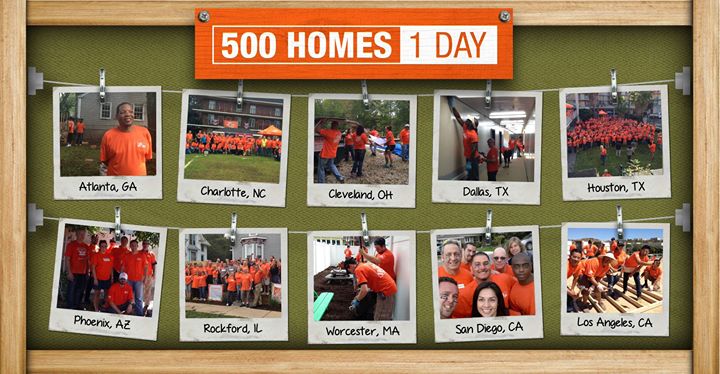 500 HOMES 1 DAY
Atlanta, GA
Charlotte, NC
Cleveland, OH
Dallas, TX
Houston, TX
Phoenix, AZ
Rockford, IL
Worcester, MA
San Diego, CA
Los Angeles, CA